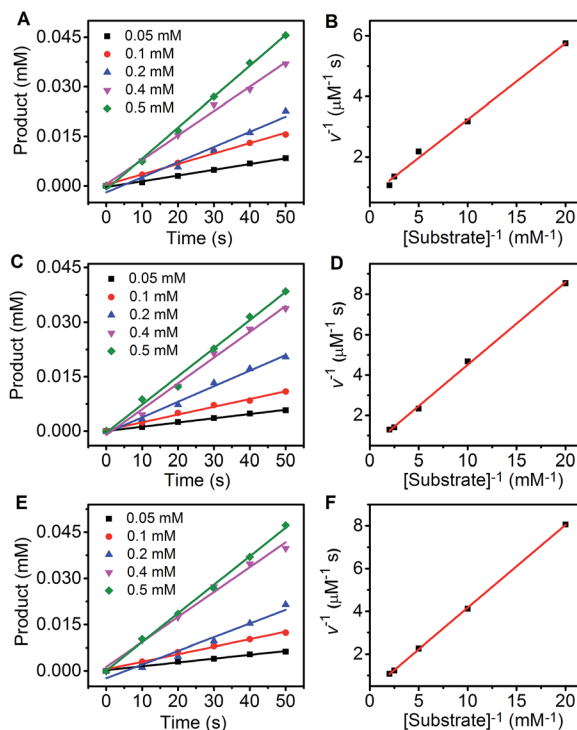 A
0.045
0.030
0.015
0.000
Product (mM)
0.05 mM
0.1 mM
0.2 mM
0.4 mM
0.5 mM
0 10 20 30 40 50
Time (s)
B
6
4
2
v⁻¹ (µM⁻¹ s)
0 5 10 15 20
[Substrate]⁻¹ (mM⁻¹)
C
0.045
0.030
0.015
0.000
Product (mM)
0.05 mM
0.1 mM
0.2 mM
0.4 mM
0.5 mM
0 10 20 30 40 50
Time (s)
D
8
6
4
2
v⁻¹ (µM⁻¹ s)
0 5 10 15 20
[Substrate]⁻¹ (mM⁻¹)
E
0.045
0.030
0.015
0.000
Product (mM)
0.05 mM
0.1 mM
0.2 mM
0.4 mM
0.5 mM
0 10 20 30 40 50
Time (s)
F
8
6
4
2
v⁻¹ (µM⁻¹ s)
0 5 10 15 20
[Substrate]⁻¹ (mM⁻¹)